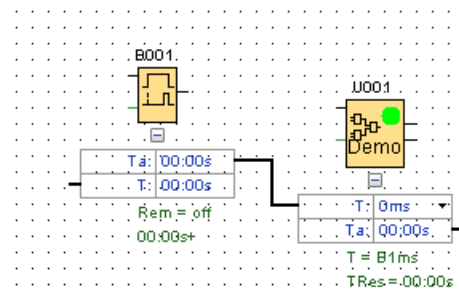 B001
U001
Demo
Ta: 00:00s
T: 00:00s
Rem = off
00:00s+
T: 0ms
Ta: 00:00s
T = 81ms
TRes = 00:00s